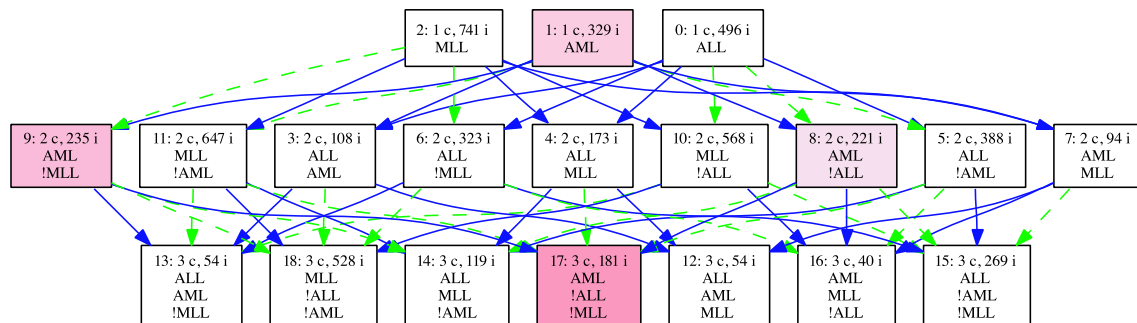 2: 1 c, 741 i
MLL
1: 1 c, 329 i
AML
0: 1 c, 496 i
ALL
9: 2 c, 235 i
AML
!MLL
11: 2 c, 647 i
MLL
!AML
3: 2 c, 108 i
ALL
AML
6: 2 c, 323 i
ALL
!MLL
4: 2 c, 173 i
ALL
MLL
10: 2 c, 568 i
MLL
!ALL
8: 2 c, 221 i
AML
!ALL
5: 2 c, 388 i
ALL
!AML
7: 2 c, 94 i
AML
MLL
13: 3 c, 54 i
ALL
AML
!MLL
18: 3 c, 528 i
MLL
!ALL
!AML
14: 3 c, 119 i
ALL
MLL
!AML
17: 3 c, 181 i
AML
!ALL
!MLL
12: 3 c, 54 i
ALL
AML
MLL
16: 3 c, 40 i
AML
MLL
!ALL
15: 3 c, 269 i
ALL
!AML
!MLL